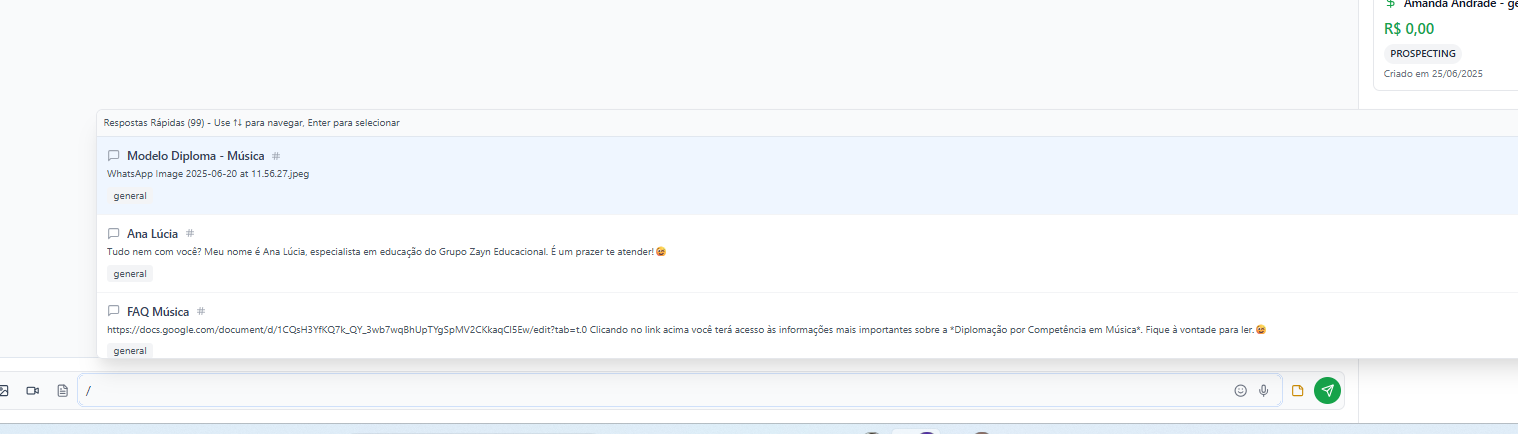 $ Amanda Andrade - ge
R$ 0,00
PROSPECTING
Criado em 25/06/2025
Respostas Rápidas (99) - Use ↑↓ para navegar, Enter para selecionar
Modelo Diploma - Música #
WhatsApp Image 2025-06-20 at 11.56.27.jpeg
general
Ana Lúcia #
Tudo nem com você? Meu nome é Ana Lúcia, especialista em educação do Grupo Zayn Educacional. É um prazer te atender!😄
general
FAQ Música #
https://docs.google.com/document/d/1CQsH3YfKQ7k_QY_3wb7wqBhUpTYgSpMV2CKkaqCl5Ew/edit?tab=t.0 Clicando no link acima você terá acesso ás informações mais importantes sobre a *Diplomação por Competência em Música*. Fique à vontade para ler.😄
general
/